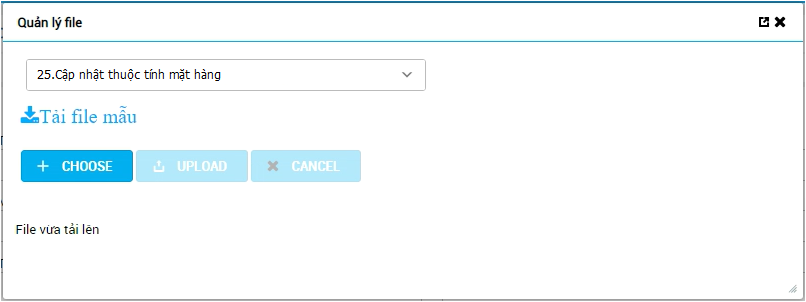 Quản lý file
25.Cập nhật thuộc tính mặt hàng
Tải file mẫu
CHOOSE UPLOAD CANCEL
File vừa tải lên